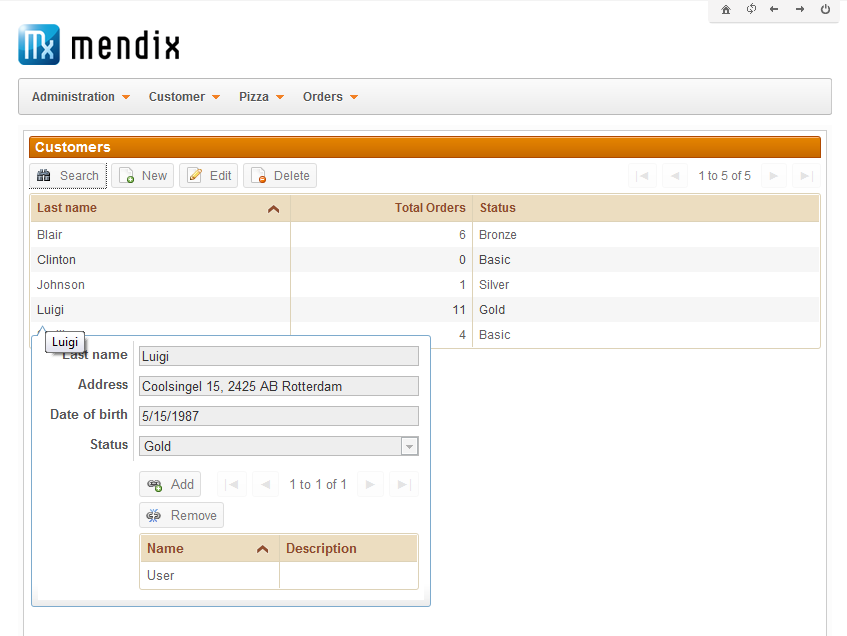 mendix
Administration Customer Pizza Orders
Customers
Search New Edit Delete 1 to 5 of 5
Last name Total Orders Status
Blair 6 Bronze
Clinton 0 Basic
Johnson 1 Silver
Luigi 11 Gold
4 Basic
Luigi
Last name Luigi
Address Coolsingel 15, 2425 AB Rotterdam
Date of birth 5/15/1987
Status Gold
Add 1 to 1 of 1
Remove
Name Description
User